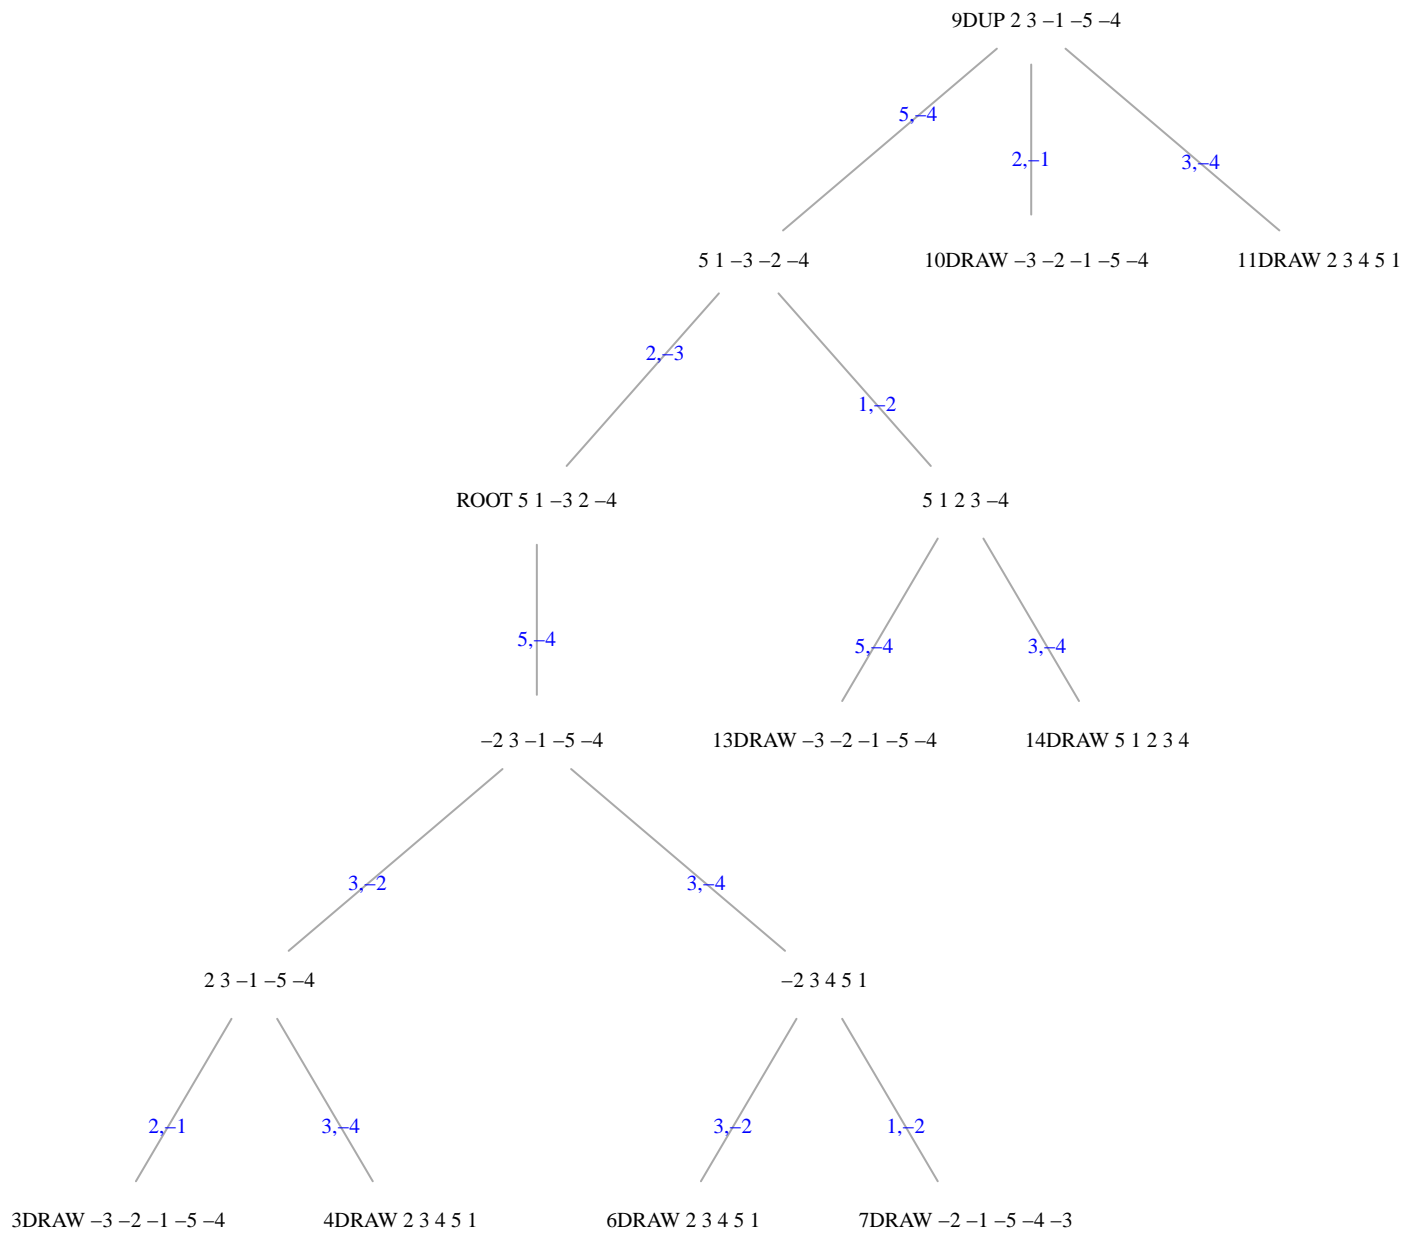 9DUP 2 3 –1 –5 –4
5,–4
2,–1
3,–4
5 1 –3 –2 –4
10DRAW –3 –2 –1 –5 –4
11DRAW 2 3 4 5 1
2,–3
1,–2
ROOT 5 1 –3 2 –4
5 1 2 3 –4
5,–4
5,–4
3,–4
–2 3 –1 –5 –4
13DRAW –3 –2 –1 –5 –4
14DRAW 5 1 2 3 4
3,–2
3,–4
2 3 –1 –5 –4
–2 3 4 5 1
2,–1
3,–4
3,–2
1,–2
3DRAW –3 –2 –1 –5 –4
4DRAW 2 3 4 5 1
6DRAW 2 3 4 5 1
7DRAW –2 –1 –5 –4 –3